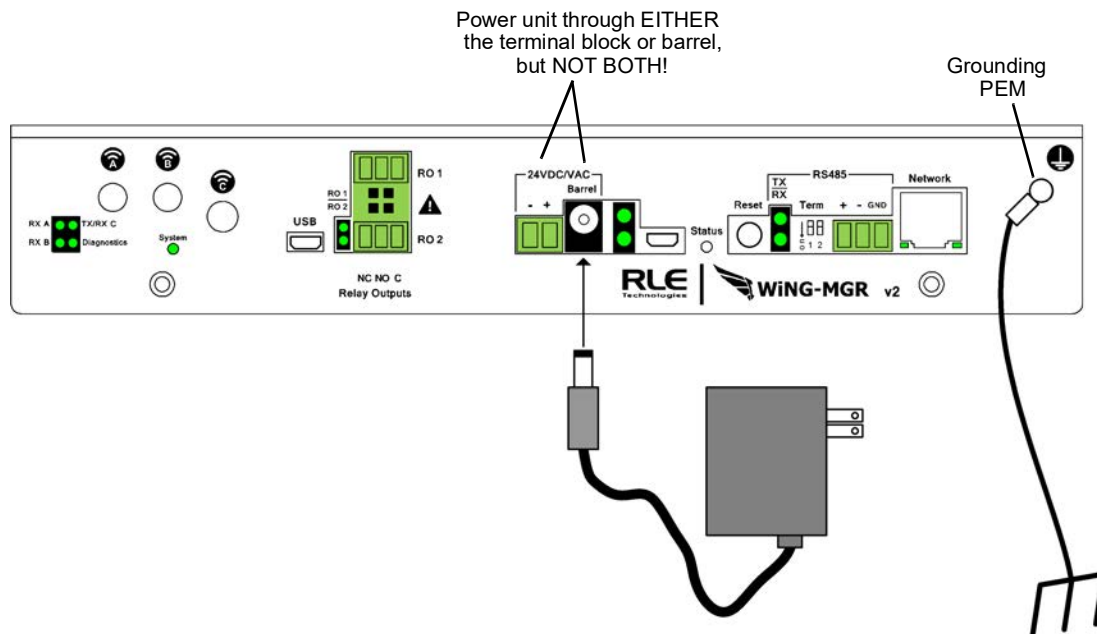 Power unit through EITHER
the terminal block or barrel,
but NOT BOTH!
Grounding
PEM
A
B
C
RX A
TX/RX C
RX B
Diagnostics
System
USB
RO 1
RO 2
RO 1
RO 2
NC NO C
Relay Outputs
24VDC/VAC
Barrel
- +
Status
Reset
TX
RX
RS485
Term
+ - GND
1 2
Network
RLE
Technologies
WiNG-MGR v2